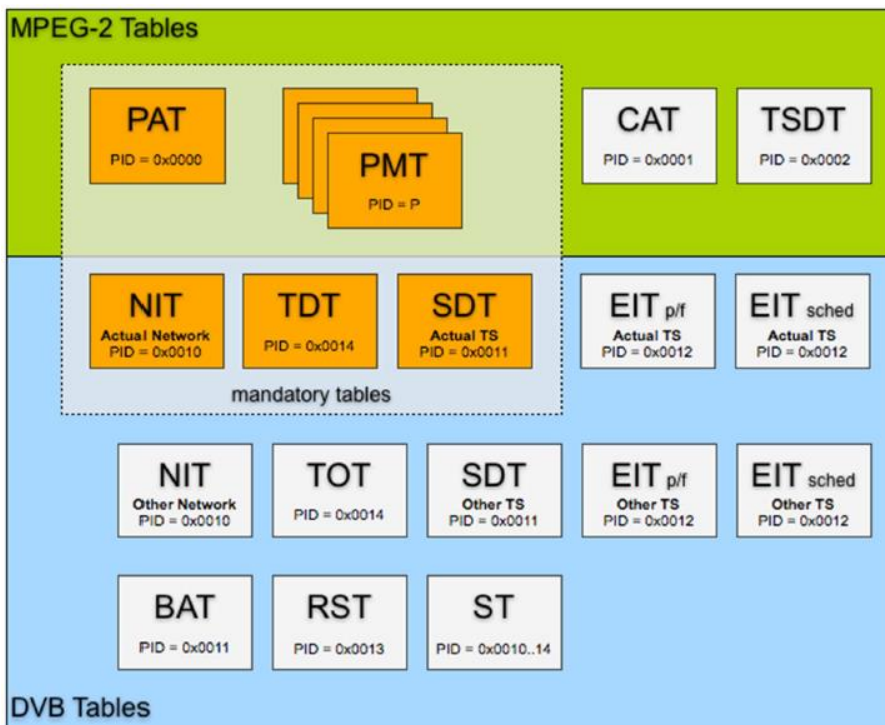 MPEG-2 Tables
PAT
PID = 0x0000
PMT
PID = P
CAT
PID = 0x0001
TSDT
PID = 0x0002
NIT
Actual Network
PID = 0x0010
TDT
PID = 0x0014
SDT
Actual TS
PID = 0x0011
EIT p/f
Actual TS
PID = 0x0012
EIT sched
Actual TS
PID = 0x0012
mandatory tables
NIT
Other Network
PID = 0x0010
TOT
PID = 0x0014
SDT
Other TS
PID = 0x0011
EIT p/f
Other TS
PID = 0x0012
EIT sched
Other TS
PID = 0x0012
BAT
PID = 0x0011
RST
PID = 0x0013
ST
PID = 0x0010..14
DVB Tables